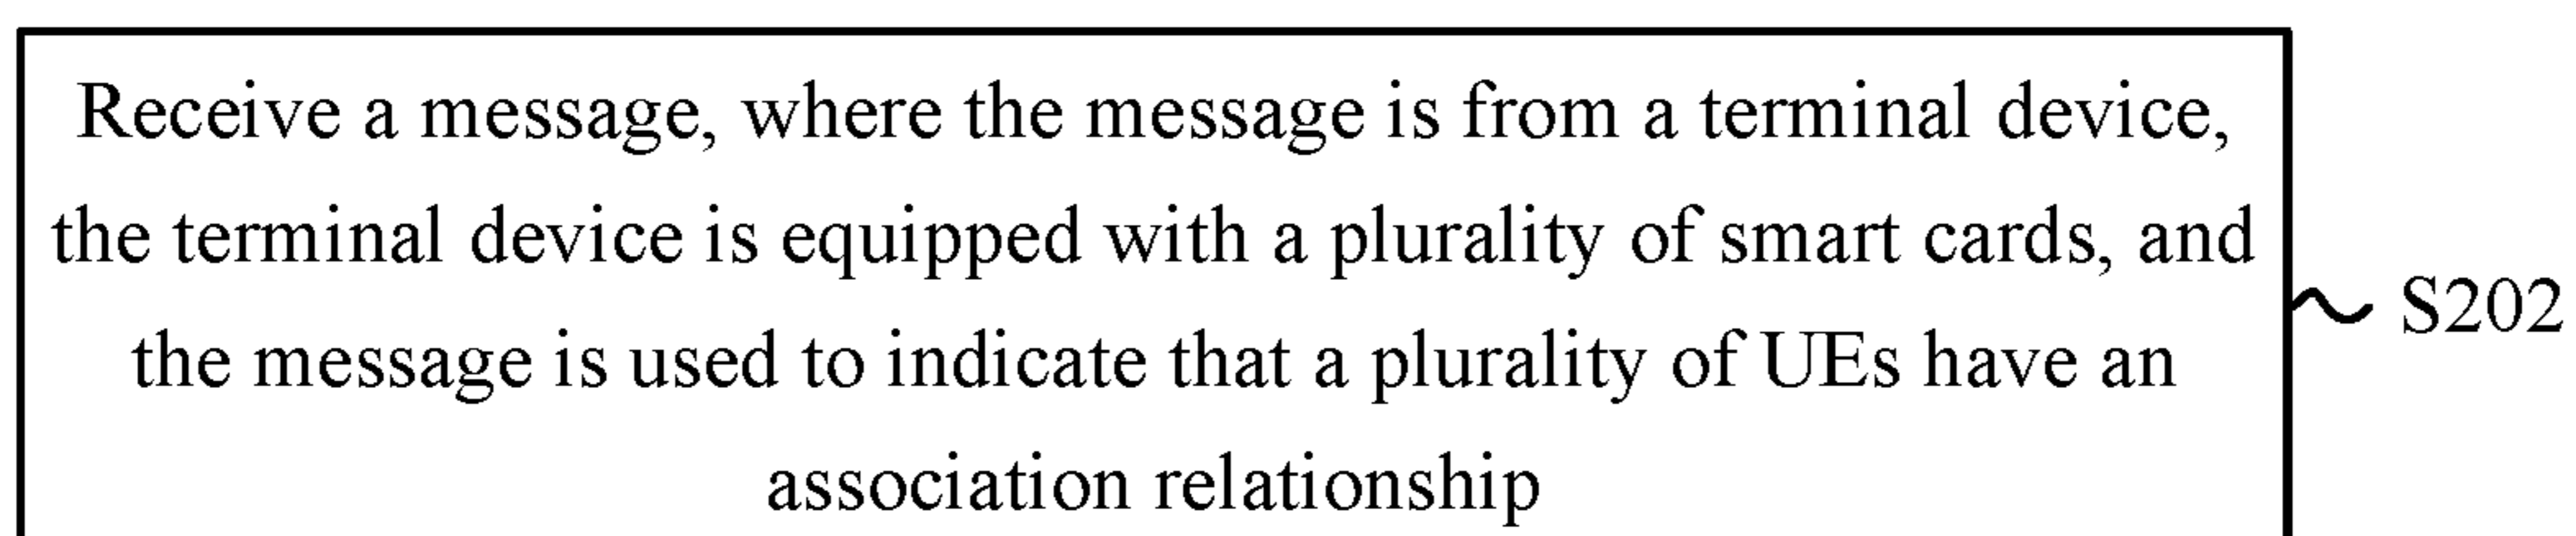 Receive a message, where the message is from a terminal device,
the terminal device is equipped with a plurality of smart cards, and
the message is used to indicate that a plurality of UEs have an
association relationship
S202